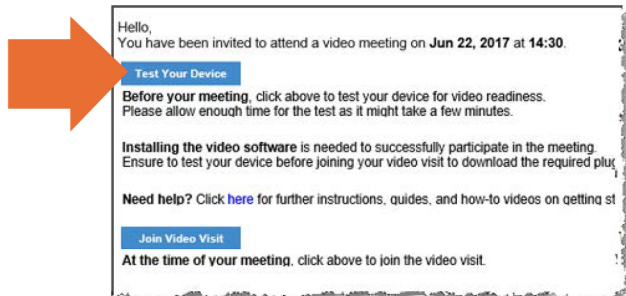 Hello,
You have been invited to attend a video meeting on Jun 22, 2017 at 14:30.
Test Your Device
Before your meeting, click above to test your device for video readiness.
Please allow enough time for the test as it might take a few minutes.
Installing the video software is needed to successfully participate in the meeting.
Ensure to test your device before joining your video visit to download the required plug
Need help? Click here for further instructions, guides, and how-to videos on getting st
Join Video Visit
At the time of your meeting, click above to join the video visit.